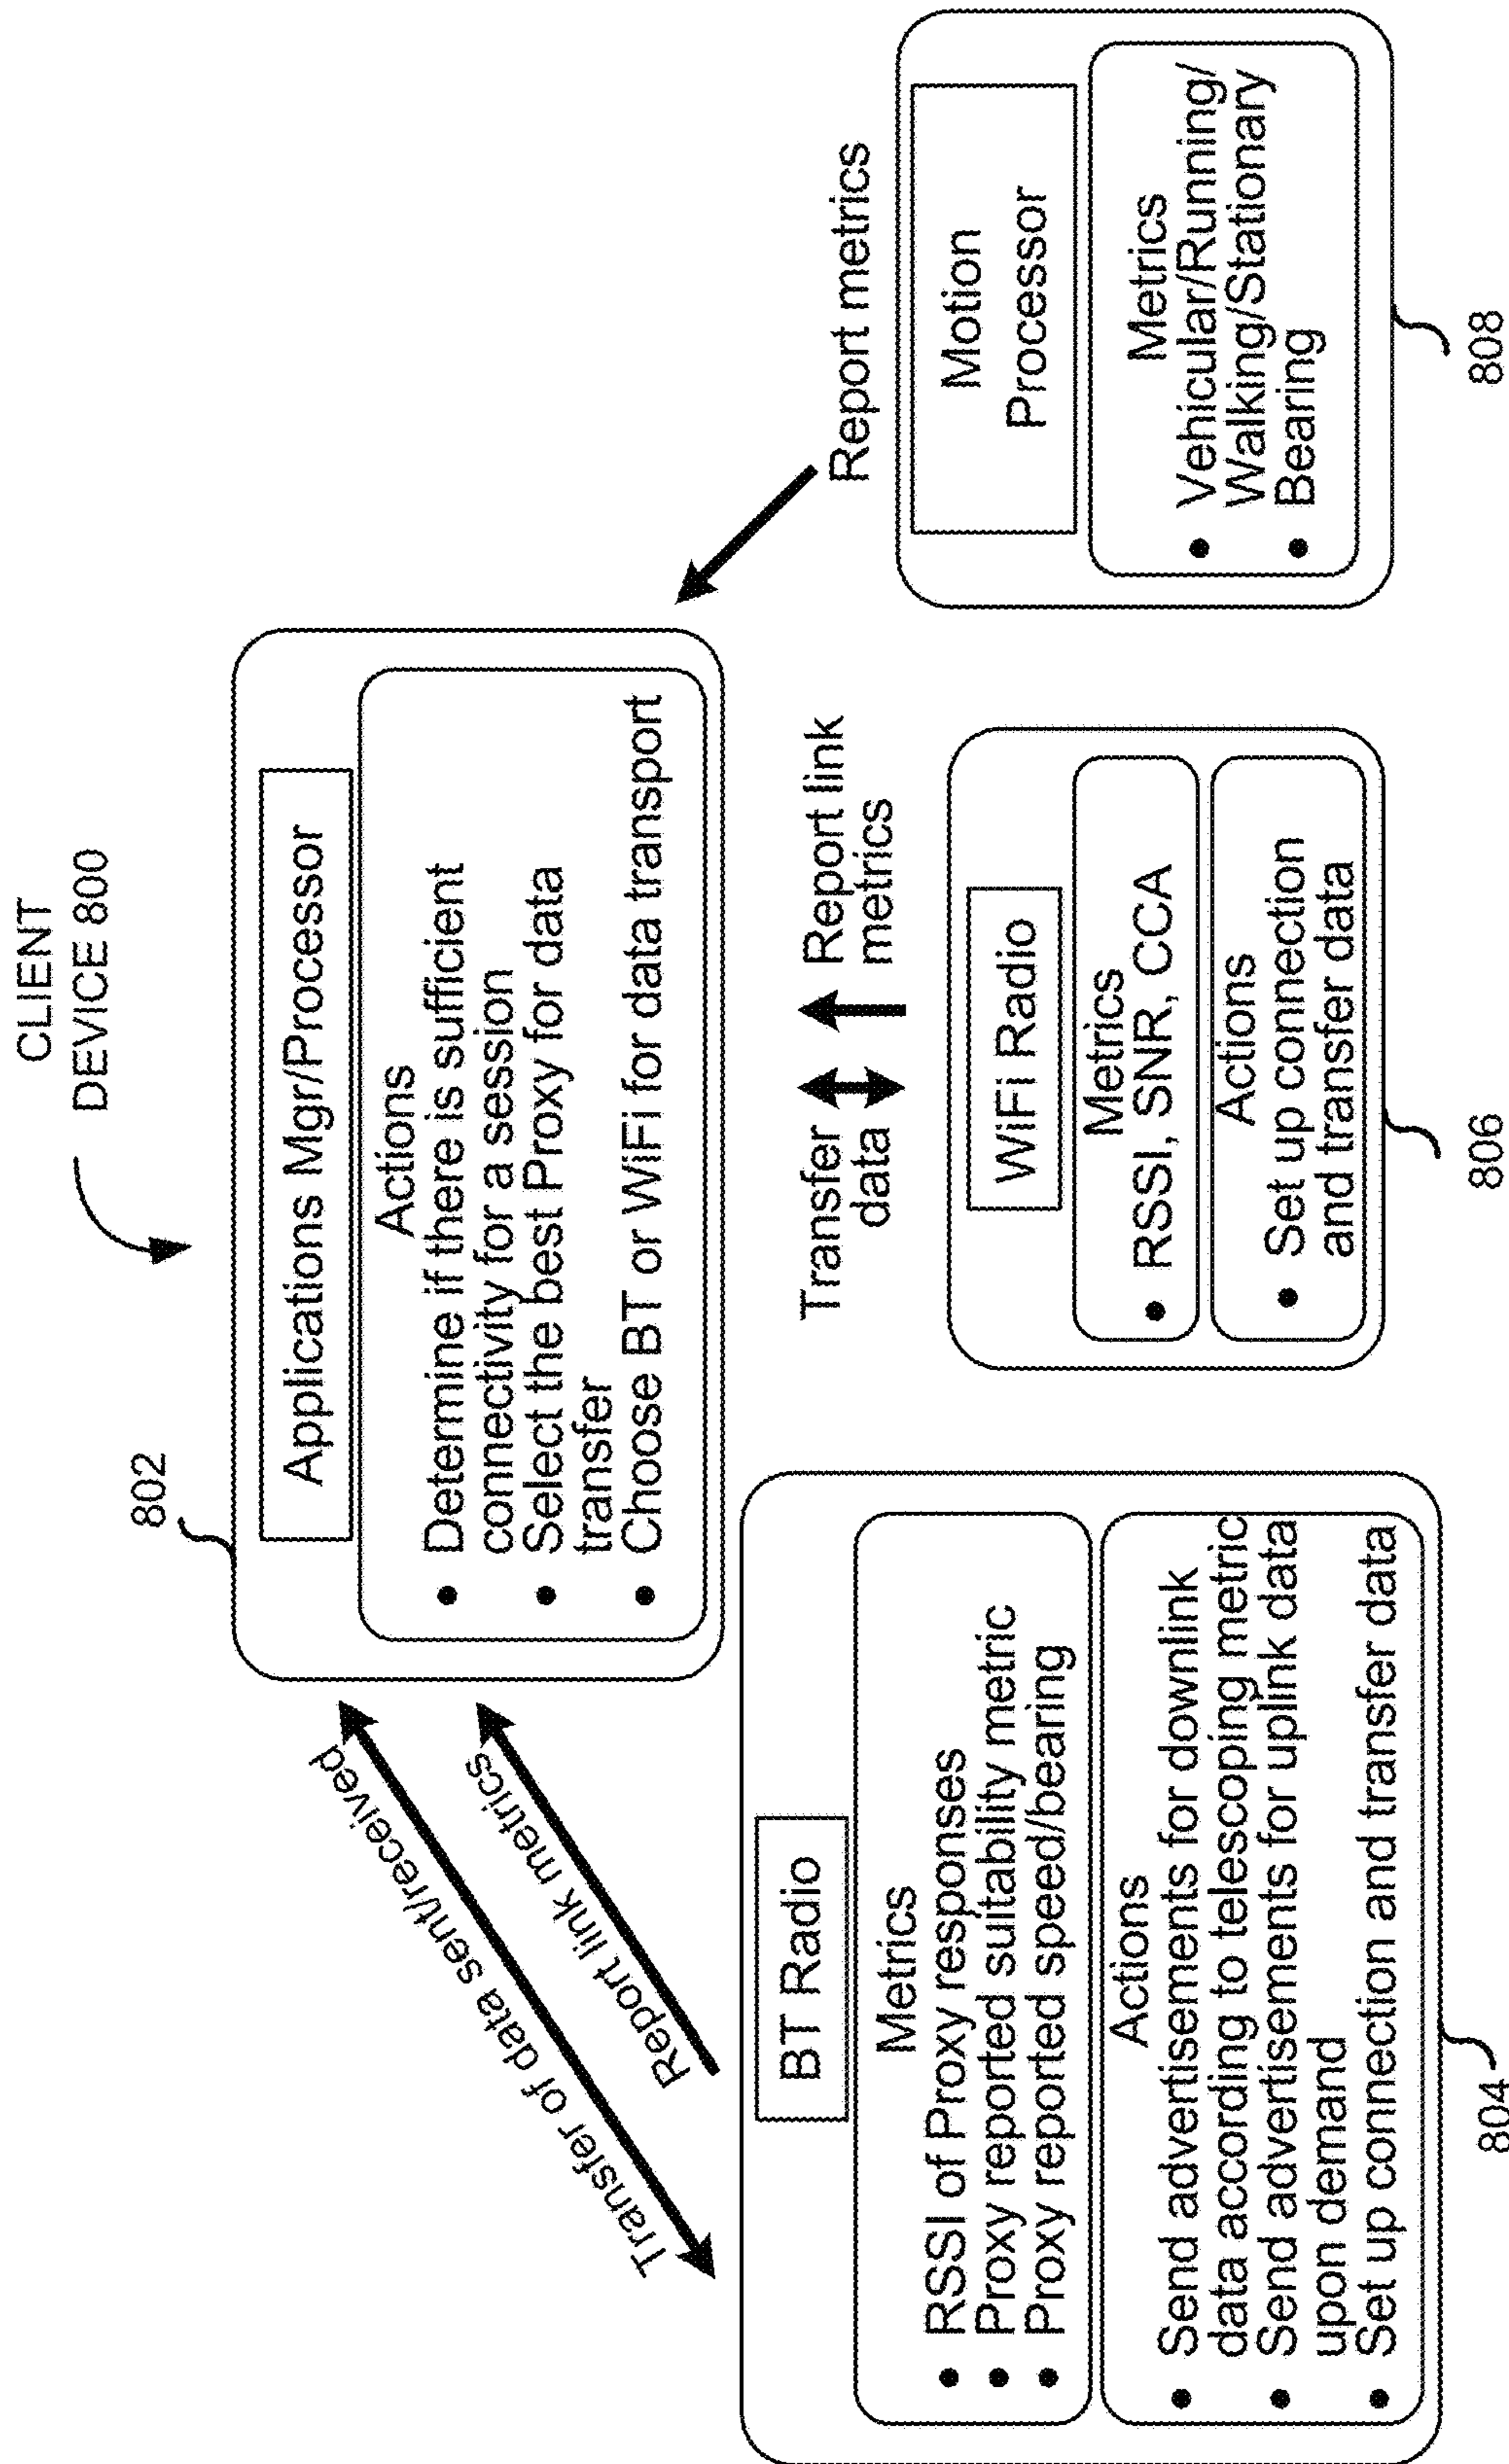 CLIENT
DEVICE 800
802
Applications Mgr/Processor
Actions
• Determine if there is sufficient
connectivity for a session
• Select the best Proxy for data
transfer
• Choose BT or WiFi for data transport
Transfer of data sent/received
Report link metrics
Transfer
data
Report link
metrics
Report metrics
BT Radio
Metrics
• RSSI of Proxy responses
• Proxy reported suitability metric
• Proxy reported speed/bearing
Actions
• Send advertisements for downlink
data according to telescoping metric
• Send advertisements for uplink data
upon demand
• Set up connection and transfer data
804
WiFi Radio
Metrics
• RSSI, SNR, CCA
Actions
• Set up connection
and transfer data
806
Motion
Processor
Metrics
• Vehicular/Running/
Walking/Stationary
• Bearing
808